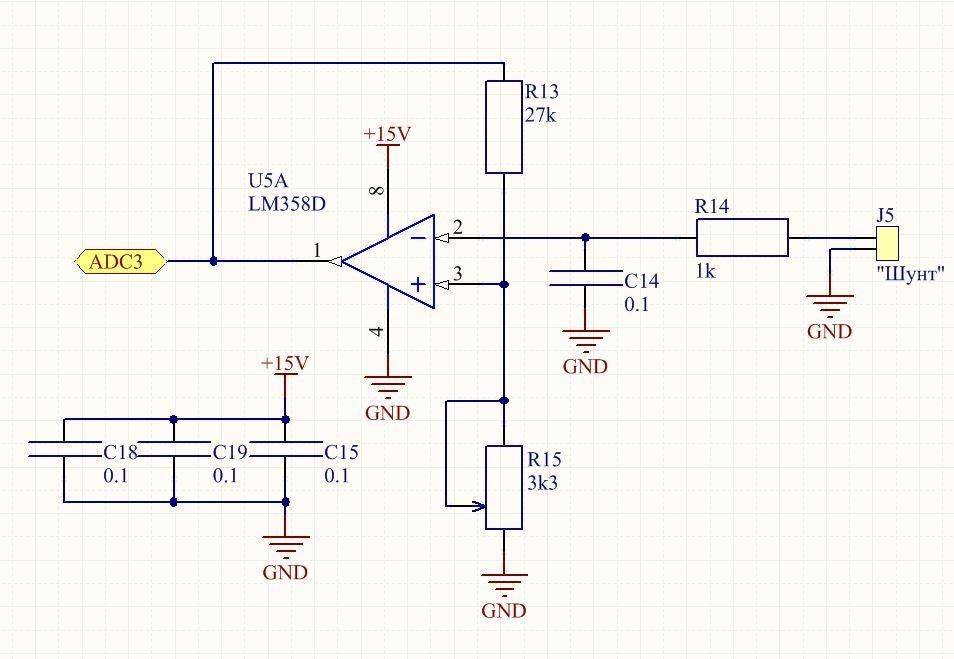 R13
27k
+15V
8
U5A
LM358D
R14
J5
1
2
ADC3
3
1k
"Шунт"
C14
0.1
GND
4
GND
+15V
GND
C18
C19
C15
R15
0.1
0.1
0.1
3k3
GND
GND